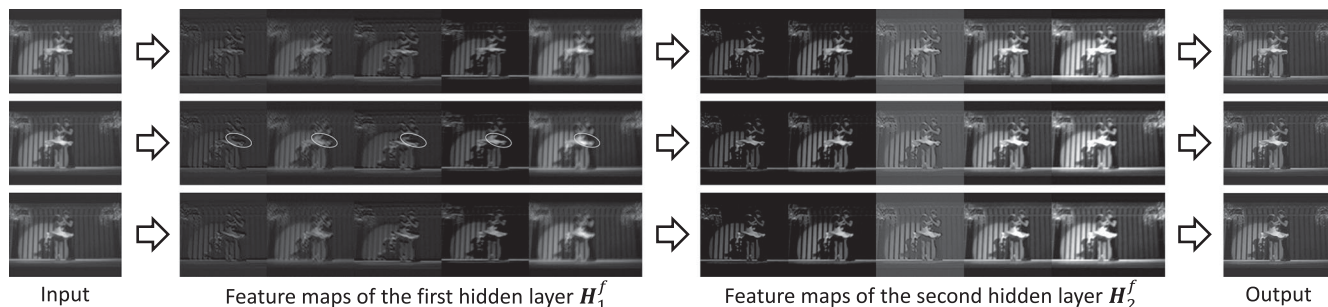 Input
Feature maps of the first hidden layer H₁ᶠ
Feature maps of the second hidden layer H₂ᶠ
Output